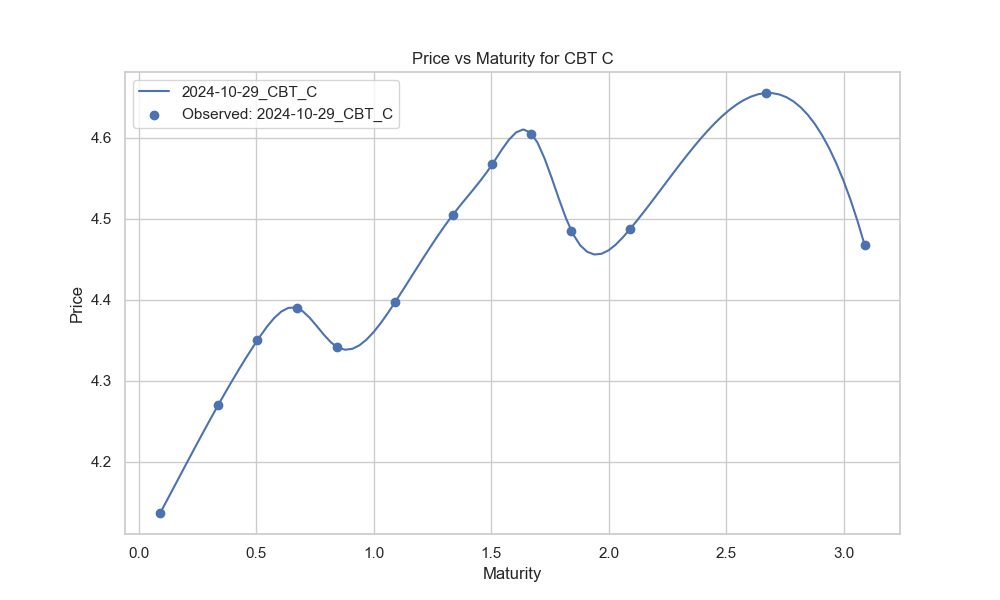 Price vs Maturity for CBT C
2024-10-29_CBT_C
Observed: 2024-10-29_CBT_C
Price
4.6
4.5
4.4
4.3
4.2
0.0 0.5 1.0 1.5 2.0 2.5 3.0
Maturity